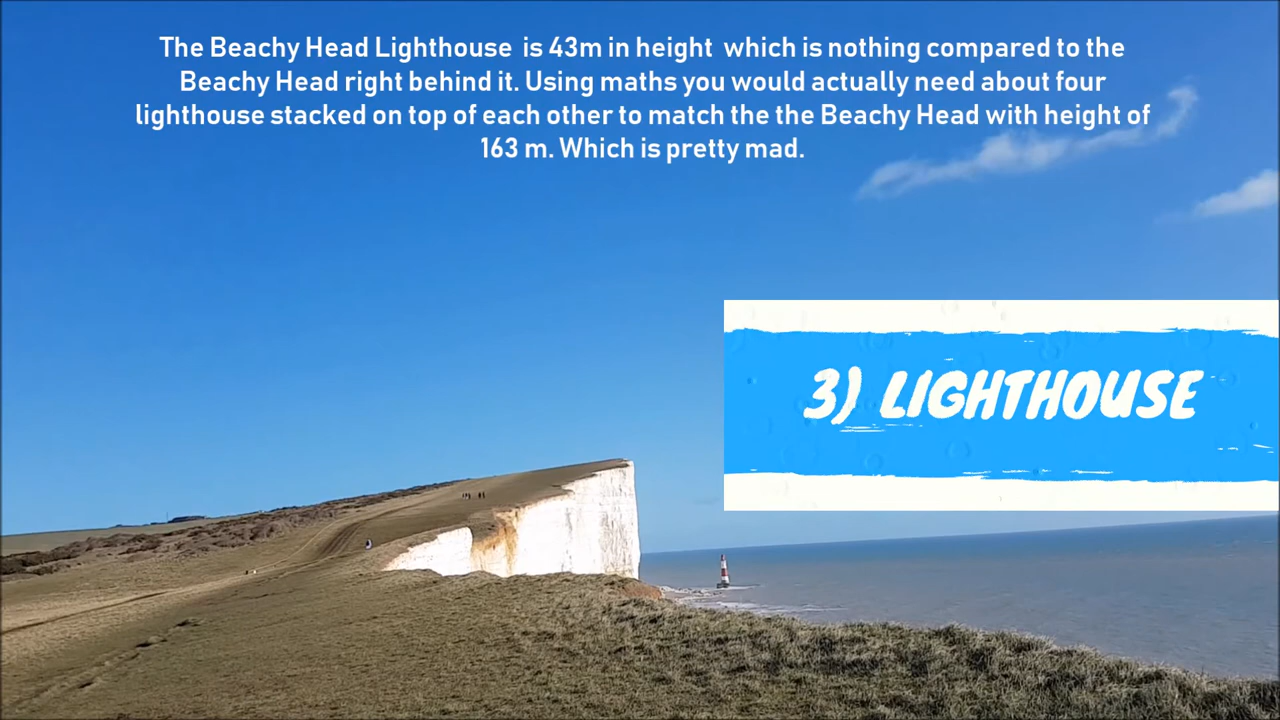 The Beachy Head Lighthouse  is 43m in height  which is nothing compared to the
Beachy Head right behind it. Using maths you would actually need about four
lighthouse stacked on top of each other to match the the Beachy Head with height of
163 m. Which is pretty mad.
3) LIGHTHOUSE